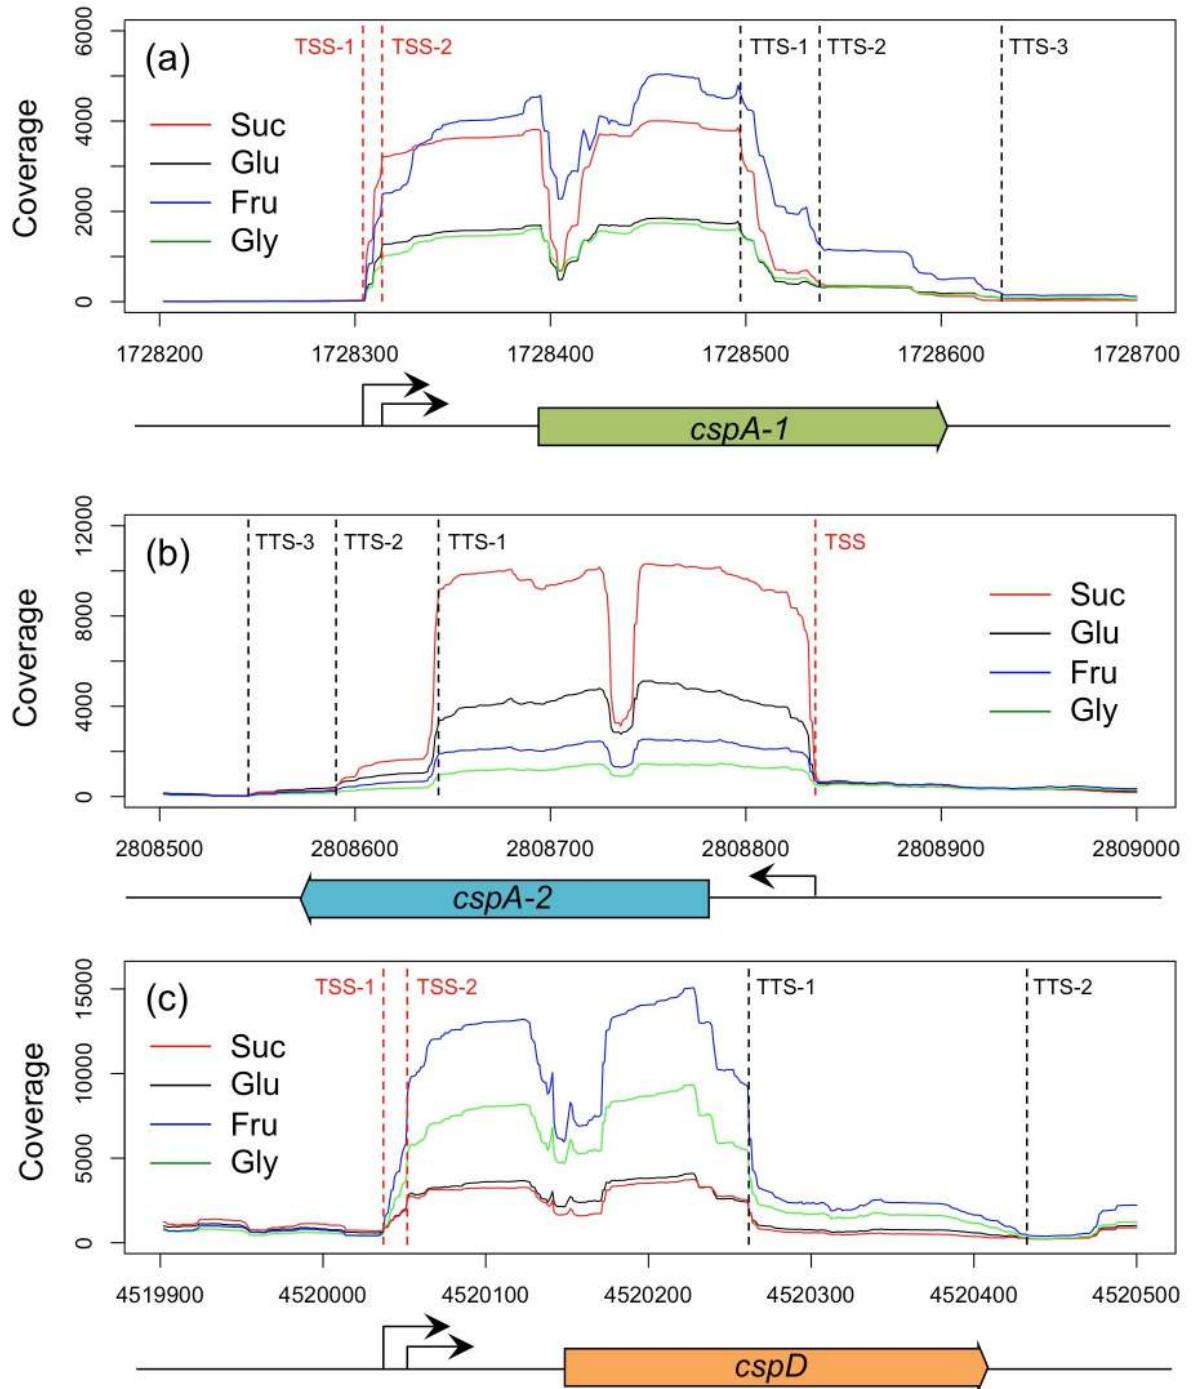 (a)
TSS-1 TSS-2 TTS-1 TTS-2 TTS-3
Coverage
6000
4000
2000
0
Suc
Glu
Fru
Gly
1728200 1728300 1728400 1728500 1728600 1728700
cspA-1
(b)
TTS-3 TTS-2 TTS-1 TSS
Coverage
12000
8000
4000
0
Suc
Glu
Fru
Gly
2808500 2808600 2808700 2808800 2808900 2809000
cspA-2
(c)
TSS-1 TSS-2 TTS-1 TTS-2
Coverage
15000
10000
5000
0
Suc
Glu
Fru
Gly
4519900 4520000 4520100 4520200 4520300 4520400 4520500
cspD